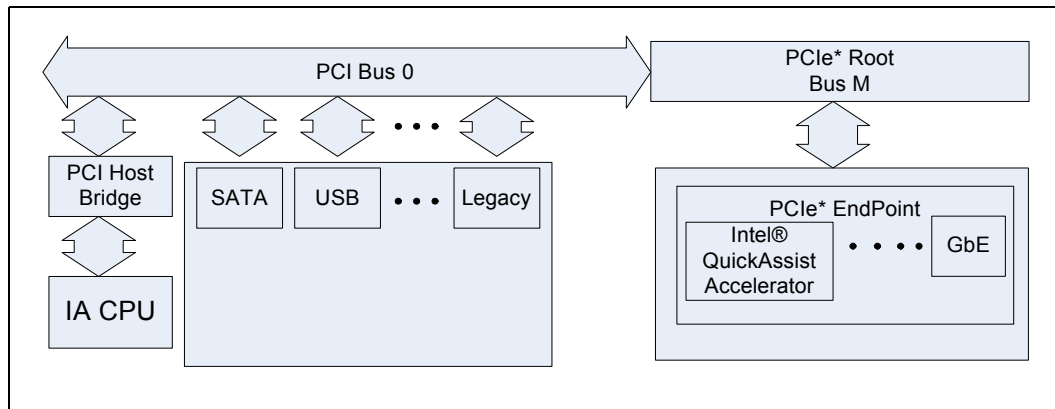 PCI Bus 0
PCIe* Root
Bus M
PCI Host
Bridge
IA CPU
SATA
USB
Legacy
PCIe* EndPoint
Intel®
QuickAssist
Accelerator
GbE